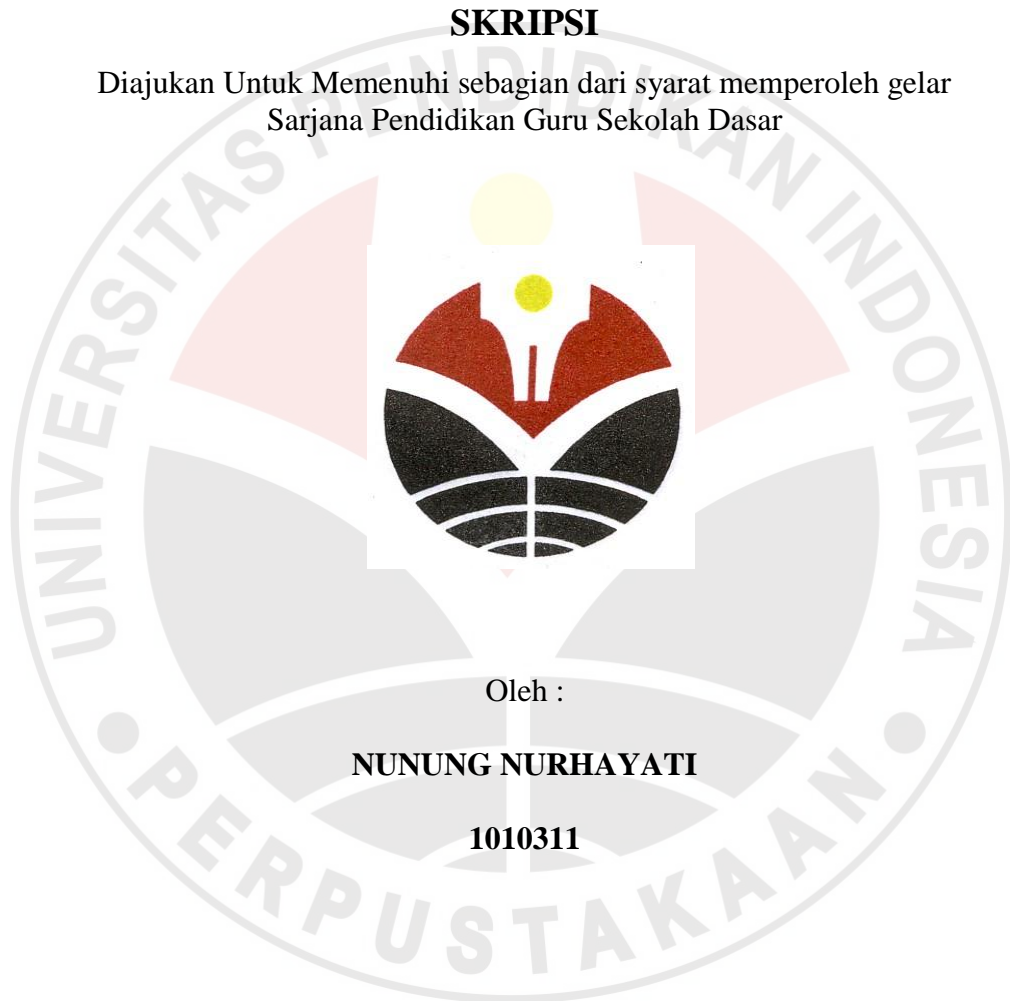 SKRIPSI
Diajukan Untuk Memenuhi sebagian dari syarat memperoleh gelar
Sarjana Pendidikan Guru Sekolah Dasar
UNIVERSITAS PENDIDIKAN INDONESIA
Oleh :
NUNUNG NURHAYATI
1010311
PERPUSTAKAAN